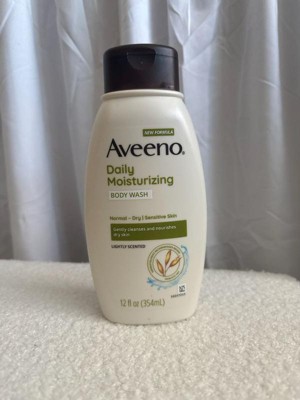 NEW FORMULA
Aveeno®
Daily
Moisturizing
BODY WASH
Normal - Dry | Sensitive Skin
Gently cleanses and nourishes
dry skin
LIGHTLY SCENTED
12 fl oz (354mL)